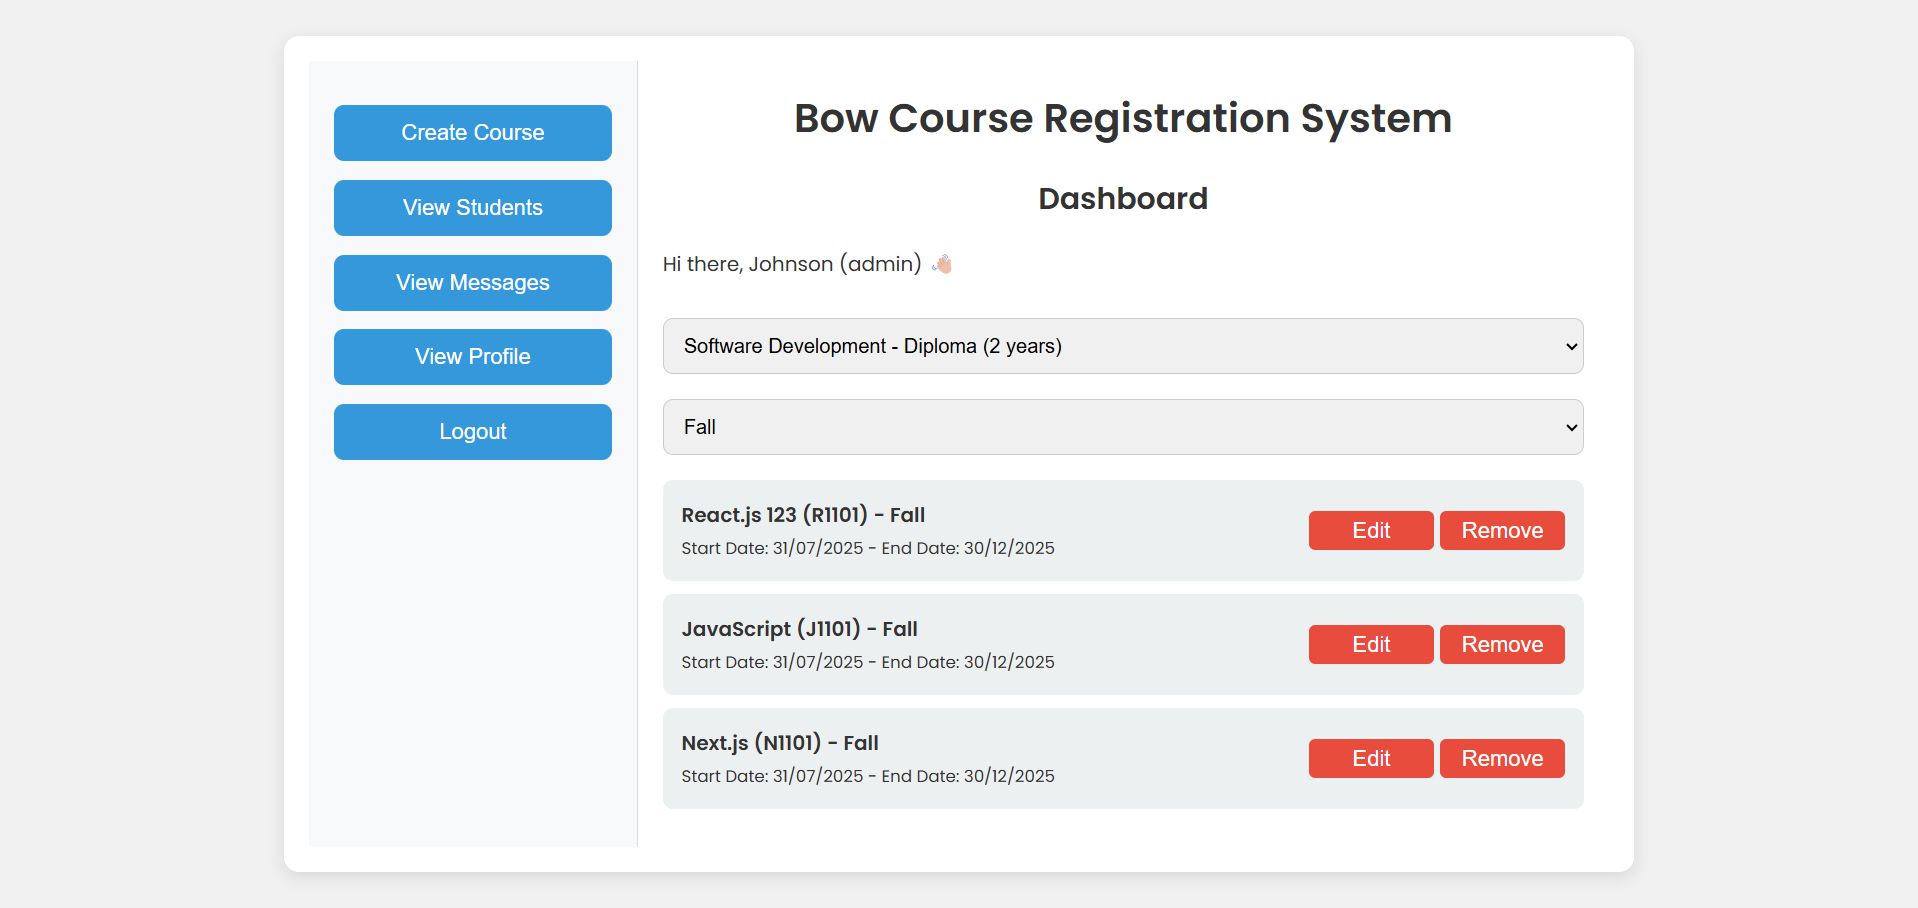 Create Course
View Students
View Messages
View Profile
Logout
Bow Course Registration System
Dashboard
Hi there, Johnson (admin) 👋🏼
Software Development - Diploma (2 years)
Fall
React.js 123 (R1101) - Fall
Start Date: 31/07/2025 - End Date: 30/12/2025
Edit
Remove
JavaScript (J1101) - Fall
Start Date: 31/07/2025 - End Date: 30/12/2025
Edit
Remove
Next.js (N1101) - Fall
Start Date: 31/07/2025 - End Date: 30/12/2025
Edit
Remove